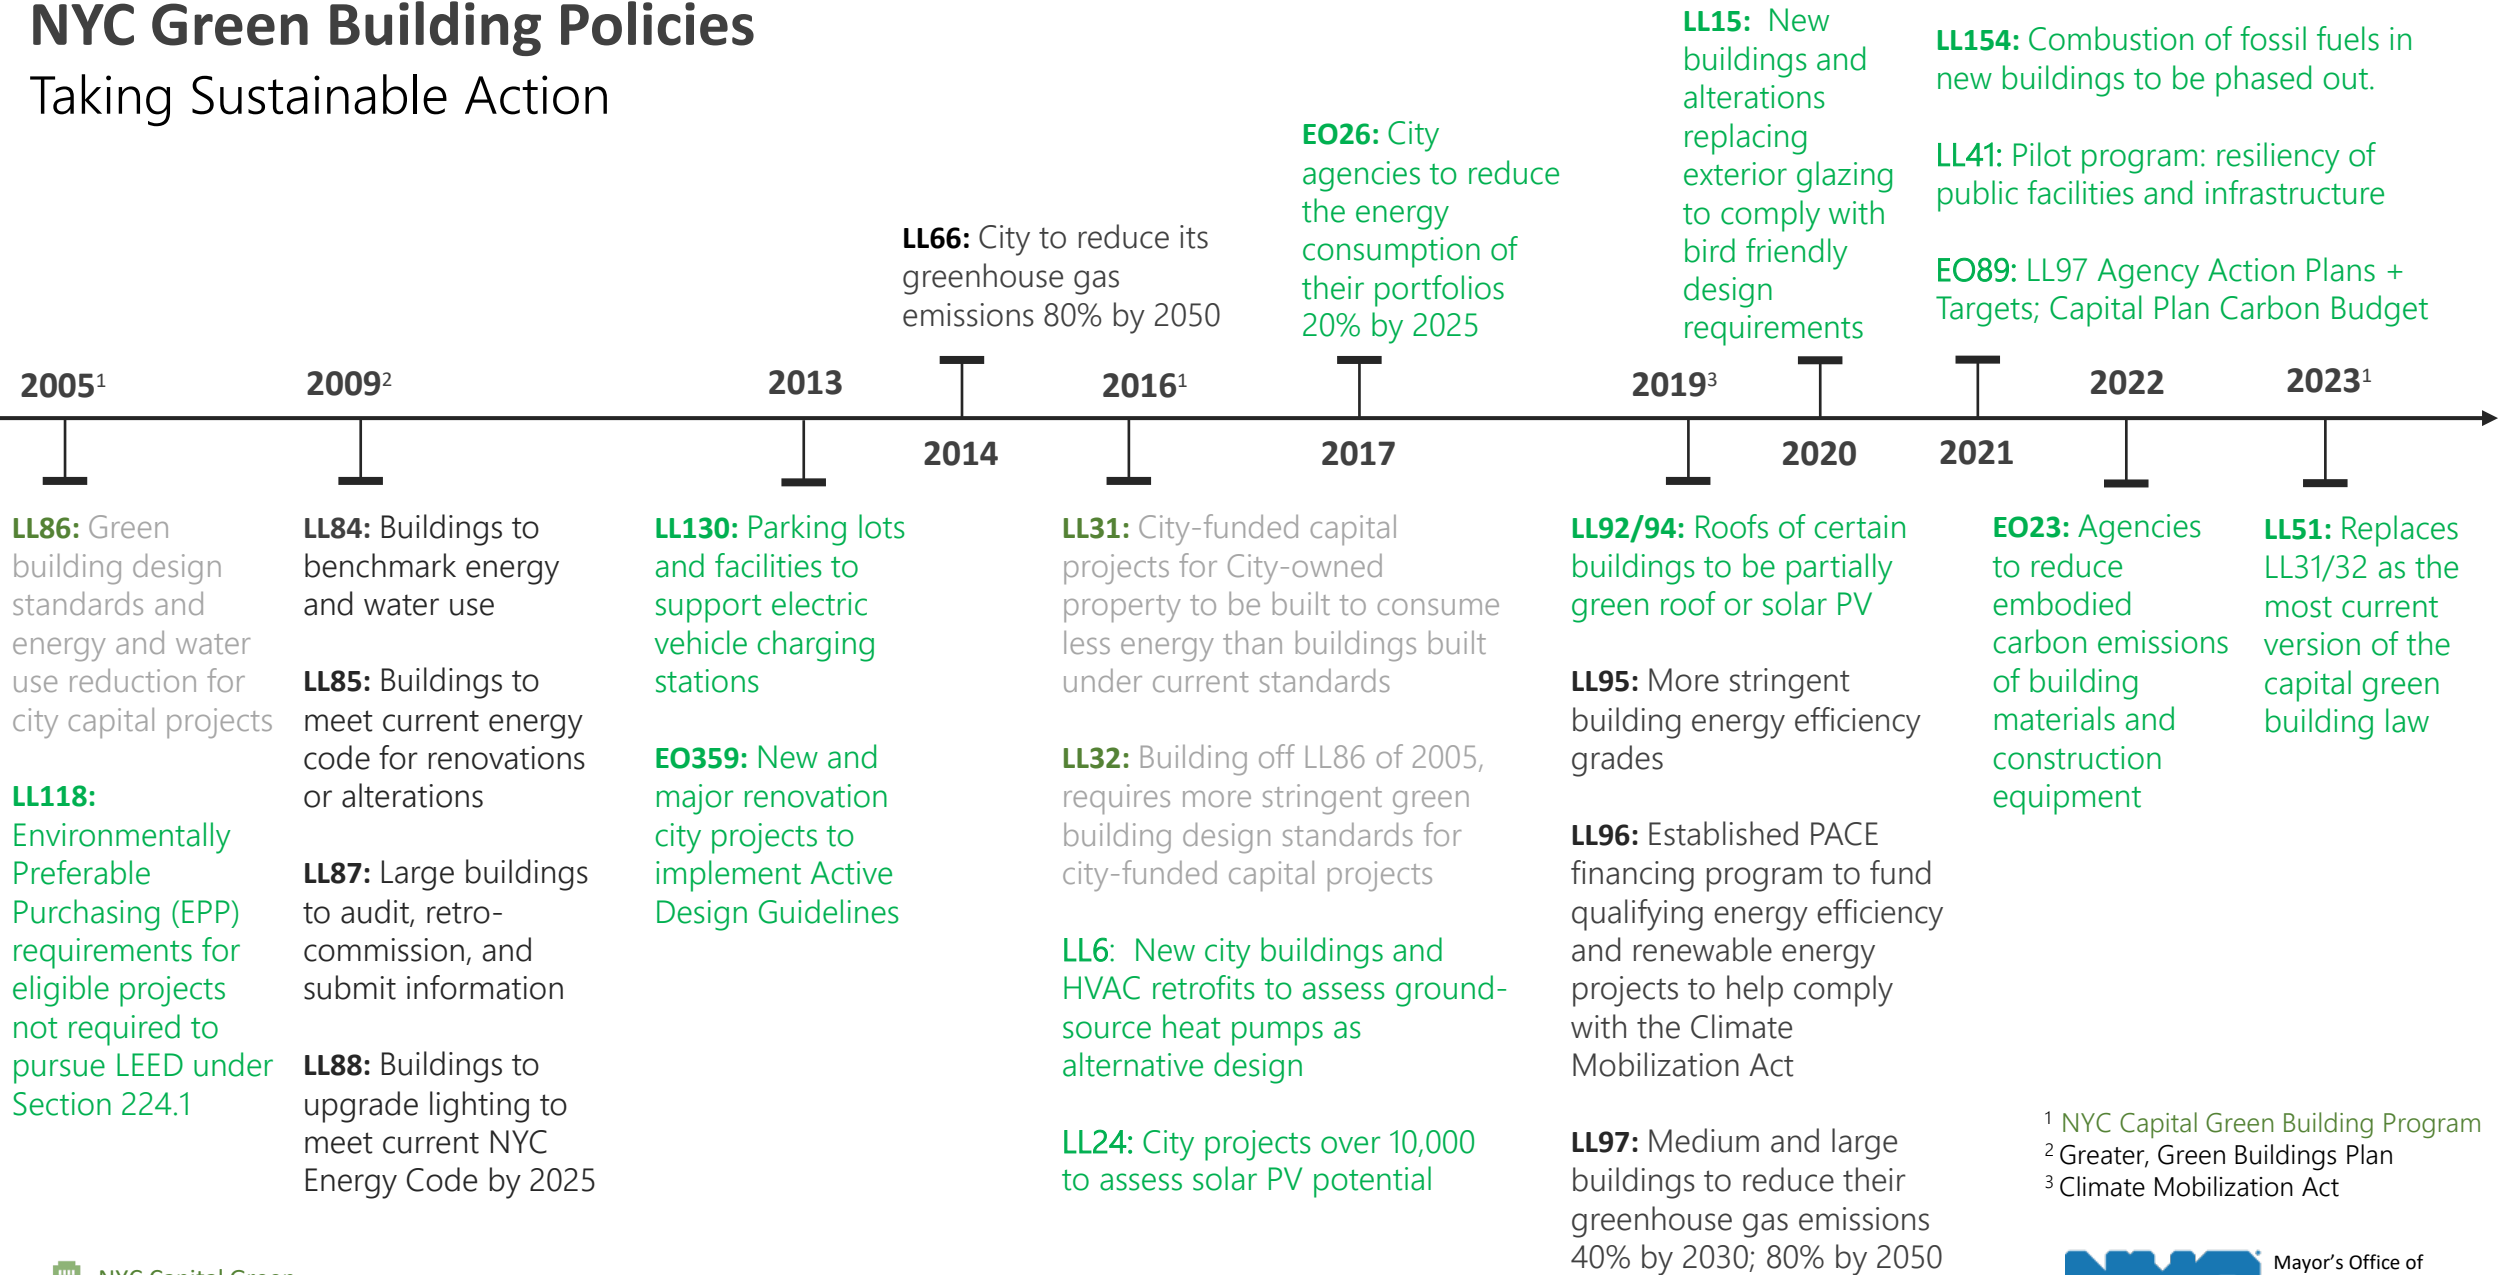 NYC Green Building Policies
Taking Sustainable Action
LL66: City to reduce its
greenhouse gas
emissions 80% by 2050
EO26: City
agencies to reduce
the energy
consumption of
their portfolios
20% by 2025
LL15: New
buildings and
alterations
replacing
exterior glazing
to comply with
bird friendly
design
requirements
LL154: Combustion of fossil fuels in
new buildings to be phased out.
LL41: Pilot program: resiliency of
public facilities and infrastructure
EO89: LL97 Agency Action Plans +
Targets; Capital Plan Carbon Budget
2005¹
2009²
2013
2016¹
2019³
2022
2023¹
2014
2017
2020
2021
LL86: Green
building design
standards and
energy and water
use reduction for
city capital projects
LL118:
Environmentally
Preferable
Purchasing (EPP)
requirements for
eligible projects
not required to
pursue LEED under
Section 224.1
LL84: Buildings to
benchmark energy
and water use
LL85: Buildings to
meet current energy
code for renovations
or alterations
LL87: Large buildings
to audit, retro-
commission, and
submit information
LL88: Buildings to
upgrade lighting to
meet current NYC
Energy Code by 2025
LL130: Parking lots
and facilities to
support electric
vehicle charging
stations
EO359: New and
major renovation
city projects to
implement Active
Design Guidelines
LL31: City-funded capital
projects for City-owned
property to be built to consume
less energy than buildings built
under current standards
LL32: Building off LL86 of 2005,
requires more stringent green
building design standards for
city-funded capital projects
LL6: New city buildings and
HVAC retrofits to assess ground-
source heat pumps as
alternative design
LL24: City projects over 10,000
to assess solar PV potential
LL92/94: Roofs of certain
buildings to be partially
green roof or solar PV
LL95: More stringent
building energy efficiency
grades
LL96: Established PACE
financing program to fund
qualifying energy efficiency
and renewable energy
projects to help comply
with the Climate
Mobilization Act
LL97: Medium and large
buildings to reduce their
greenhouse gas emissions
40% by 2030; 80% by 2050
EO23: Agencies
to reduce
embodied
carbon emissions
of building
materials and
construction
equipment
LL51: Replaces
LL31/32 as the
most current
version of the
capital green
building law
¹ NYC Capital Green Building Program
² Greater, Green Buildings Plan
³ Climate Mobilization Act
NYC Capital Green
NYC
Mayor's Office of